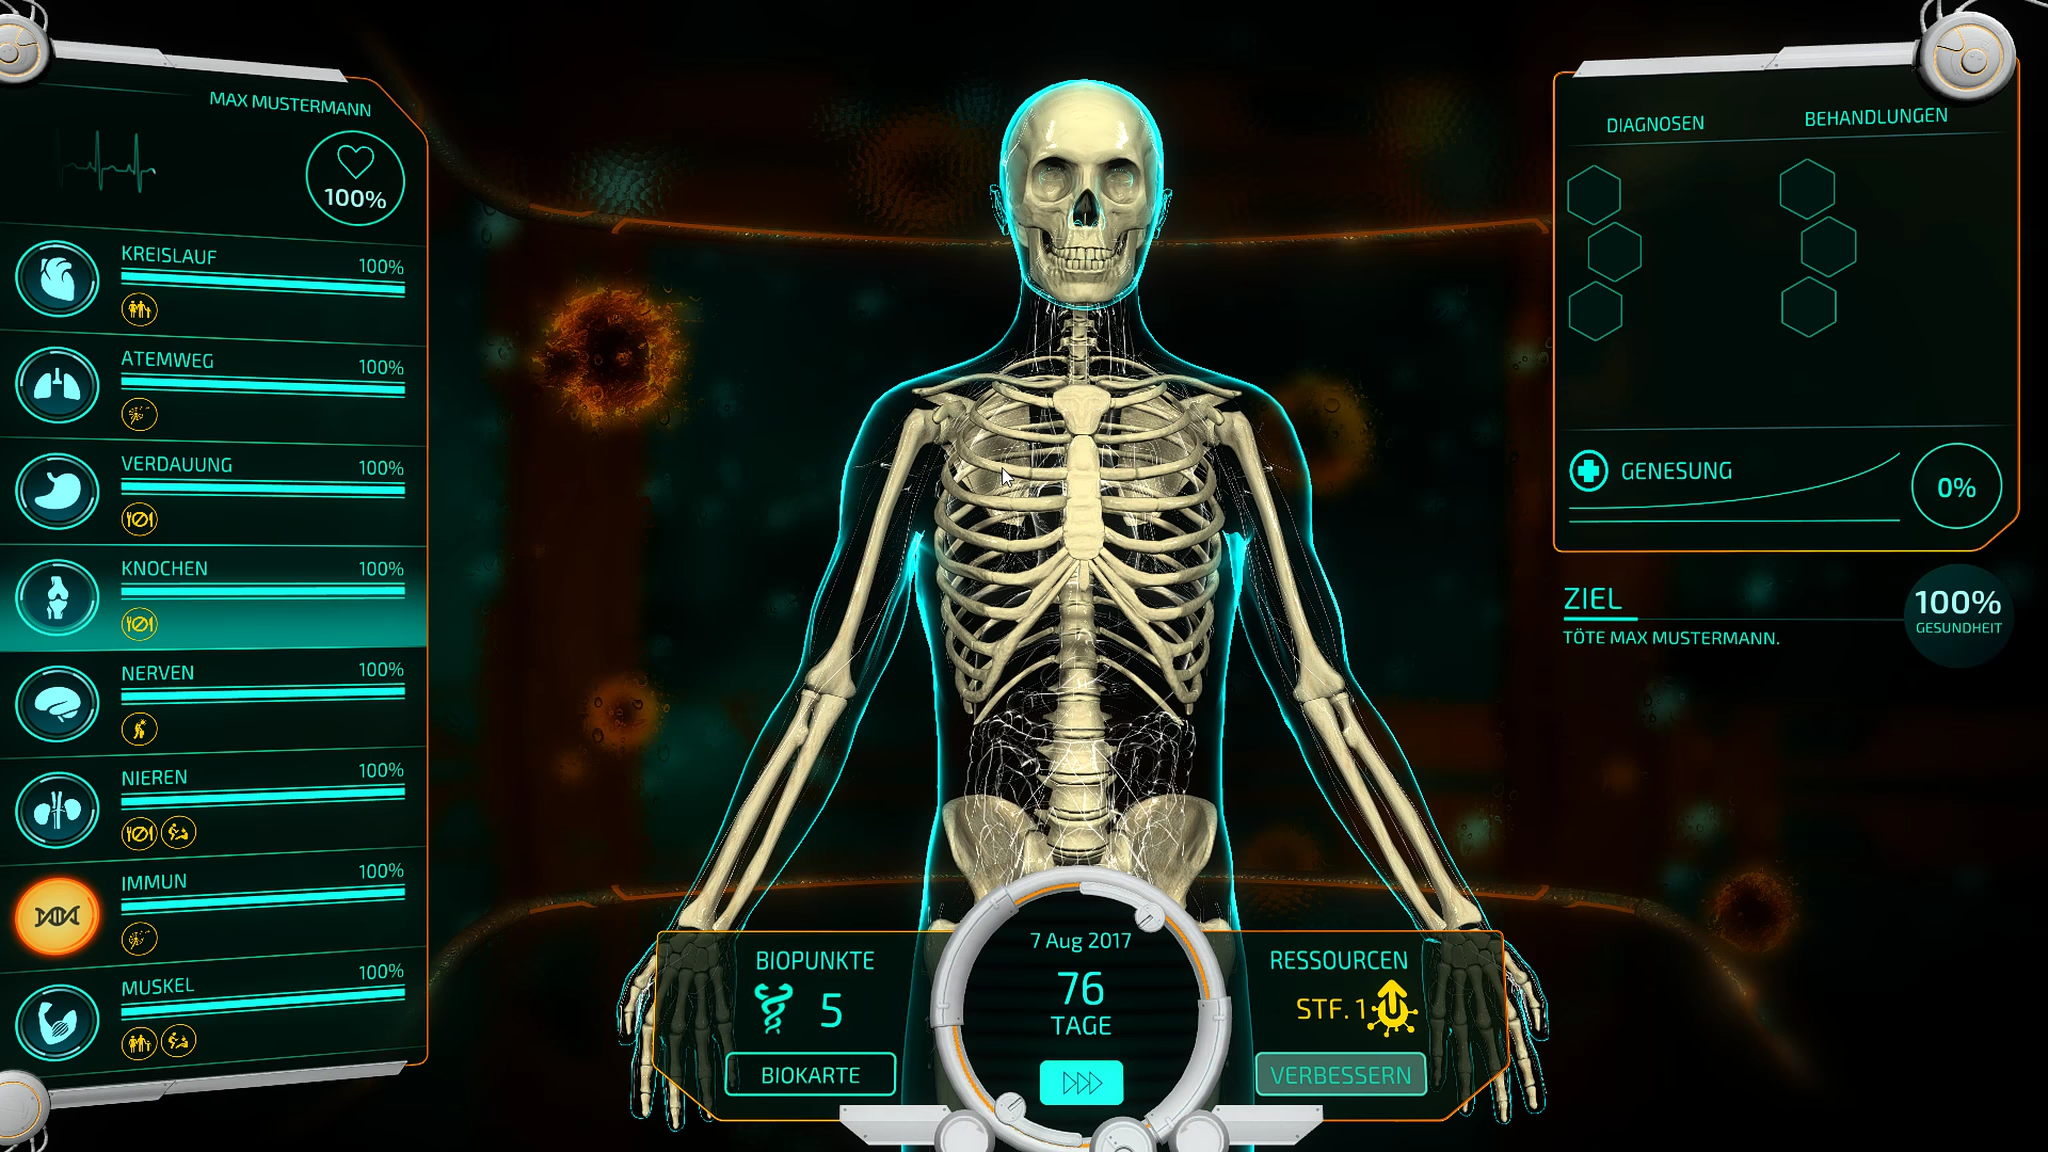 MAX MUSTERMANN
100%
KREISLAUF 100%
ATEMWEG 100%
VERDAUUNG 100%
KNOCHEN 100%
NERVEN 100%
NIEREN 100%
IMMUN 100%
MUSKEL 100%
DIAGNOSEN BEHANDLUNGEN
GENESUNG 0%
ZIEL
TÖTE MAX MUSTERMANN.
100%
GESUNDHEIT
BIOPUNKTE
5
BIOKARTE
7 Aug 2017
76
TAGE
RESSOURCEN
STF. 1
VERBESSERN